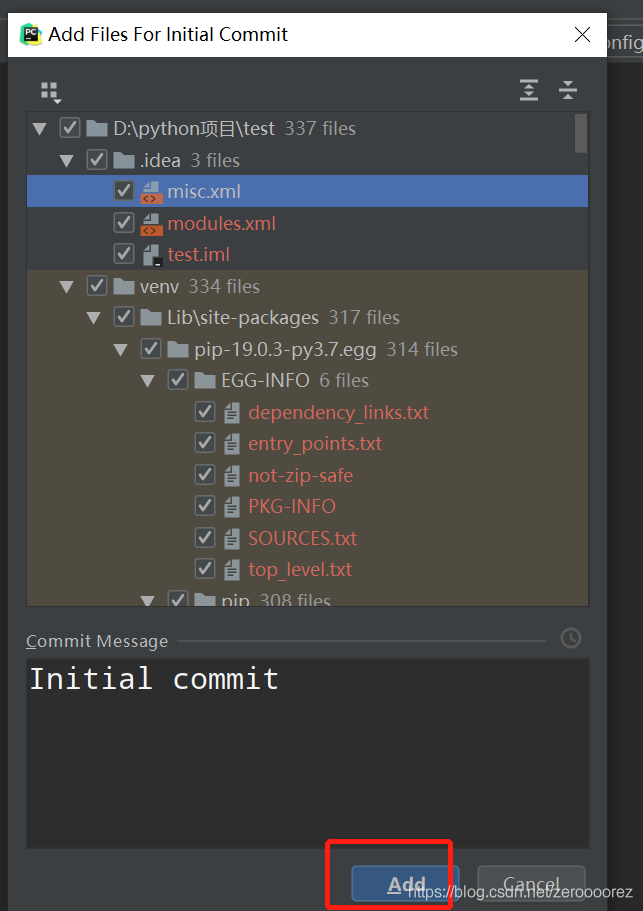 PC Add Files For Initial Commit
onfig
D:\python项目\test 337 files
.idea 3 files
misc.xml
modules.xml
test.iml
venv 334 files
Lib\site-packages 317 files
pip-19.0.3-py3.7.egg 314 files
EGG-INFO 6 files
dependency_links.txt
entry_points.txt
not-zip-safe
PKG-INFO
SOURCES.txt
top_level.txt
pip 308 files
Commit Message
Initial commit
Add Cancel
https://blog.csdn.net/zeroooorez